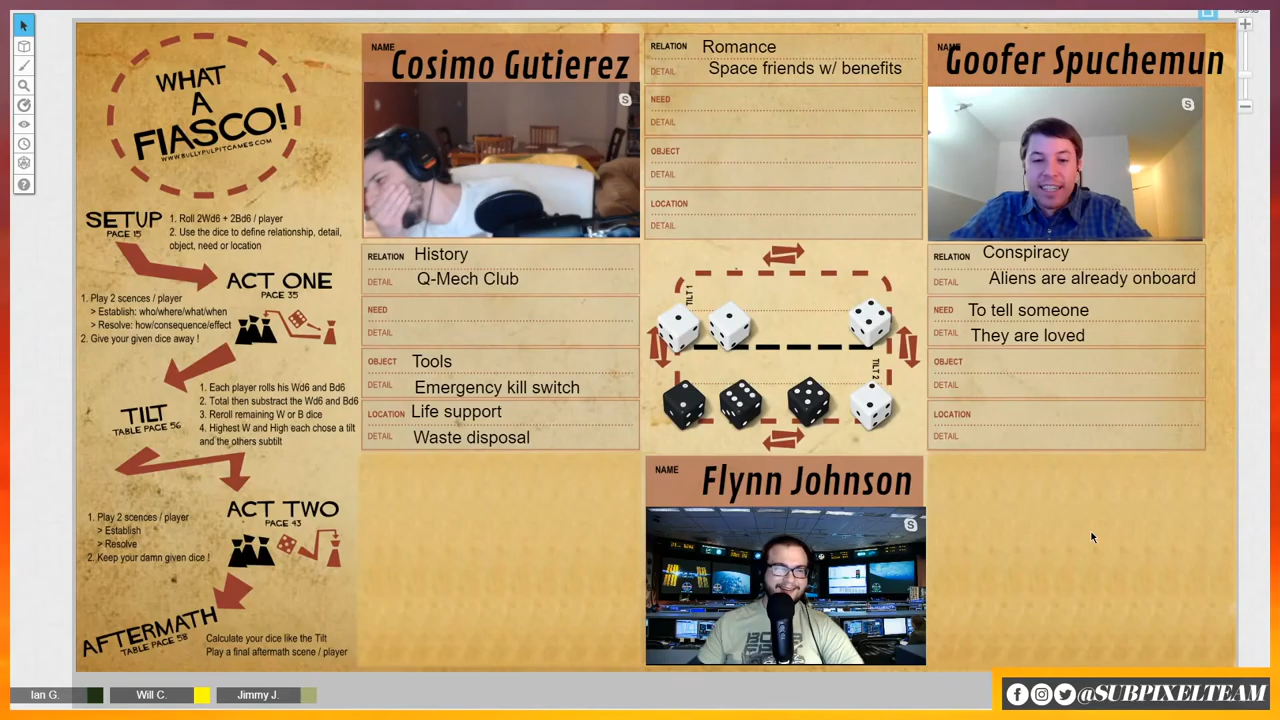 WHAT
A
FIASCO!
WWW.BULLYPULPITGAMES.COM
SETUP
PAGE 15
1. Roll 2Wd6 + 2Bd6 / player
2. Use the dice to define relationship, detail,
object, need or location
ACT ONE
PAGE 35
1. Play 2 scences / player
> Establish: who/where/what/when
> Resolve: how/consequence/effect
2. Give your given dice away !
TILT
TABLE PAGE 56
1. Each player rolls his Wd6 and Bd6
2. Total then substract the Wd6 and Bd6
3. Reroll remaining W or B dice
4. Highest W and High each chose a tilt
and the others subtilt
ACT TWO
PAGE 43
1. Play 2 scences / player
> Establish
> Resolve
2. Keep your damn given dice !
AFTERMATH
TABLE PAGE 58
Calculate your dice like the Tilt
Play a final aftermath scene / player
NAME
Cosimo Gutierez
RELATION History
DETAIL Q-Mech Club
NEED
DETAIL
OBJECT Tools
DETAIL Emergency kill switch
LOCATION Life support
DETAIL Waste disposal
RELATION Romance
DETAIL Space friends w/ benefits
NEED
DETAIL
OBJECT
DETAIL
LOCATION
DETAIL
TILT 1
TILT 2
NAME
Flynn Johnson
NAME
Goofer Spuchemun
RELATION Conspiracy
DETAIL Aliens are already onboard
NEED To tell someone
DETAIL They are loved
OBJECT
DETAIL
LOCATION
DETAIL
Ian G.
Will C.
Jimmy J.
@SUBPIXELTEAM